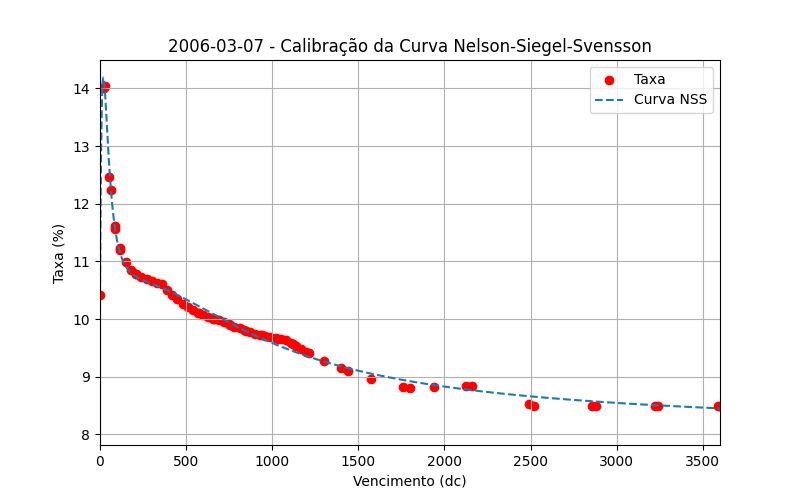 2006-03-07 - Calibração da Curva Nelson-Siegel-Svensson
Taxa
Curva NSS
Taxa (%)
14
13
12
11
10
9
8
0 500 1000 1500 2000 2500 3000 3500
Vencimento (dc)